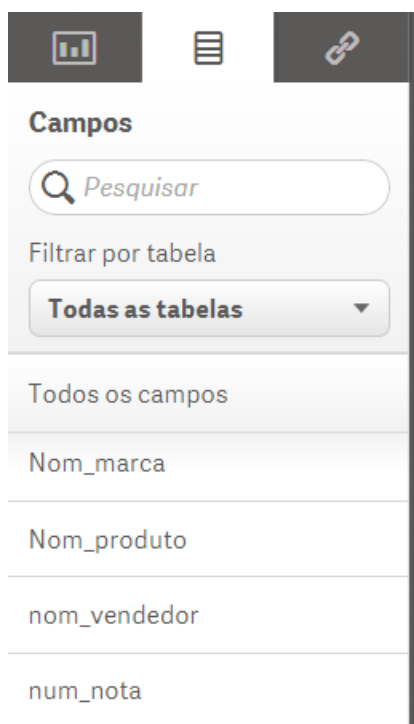 Campos
Pesquisar
Filtrar por tabela
Todas as tabelas
Todos os campos
Nom_marca
Nom_produto
nom_vendedor
num_nota